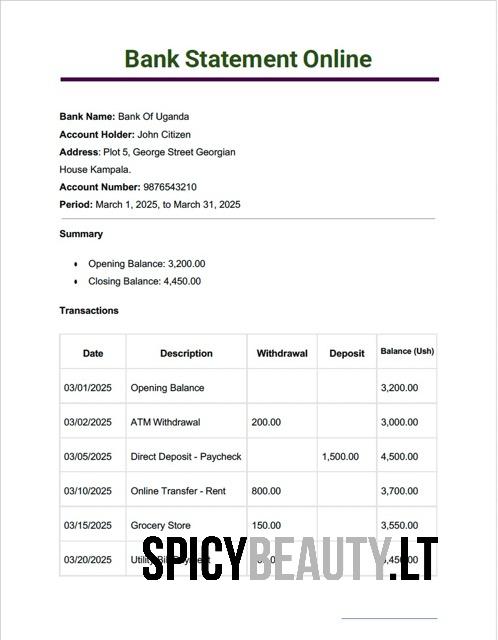 Bank Statement Online
Bank Name: Bank Of Uganda
Account Holder: John Citizen
Address: Plot 5, George Street Georgian
House Kampala.
Account Number: 9876543210
Period: March 1, 2025, to March 31, 2025
Summary
Opening Balance: 3,200.00
Closing Balance: 4,450.00
Transactions
Date Description Withdrawal Deposit Balance (Ush)
03/01/2025 Opening Balance 3,200.00
03/02/2025 ATM Withdrawal 200.00 3,000.00
03/05/2025 Direct Deposit - Paycheck 1,500.00 4,500.00
03/10/2025 Online Transfer - Rent 800.00 3,700.00
03/15/2025 Grocery Store 150.00 3,550.00
03/20/2025
SPICYBEAUTY.LT